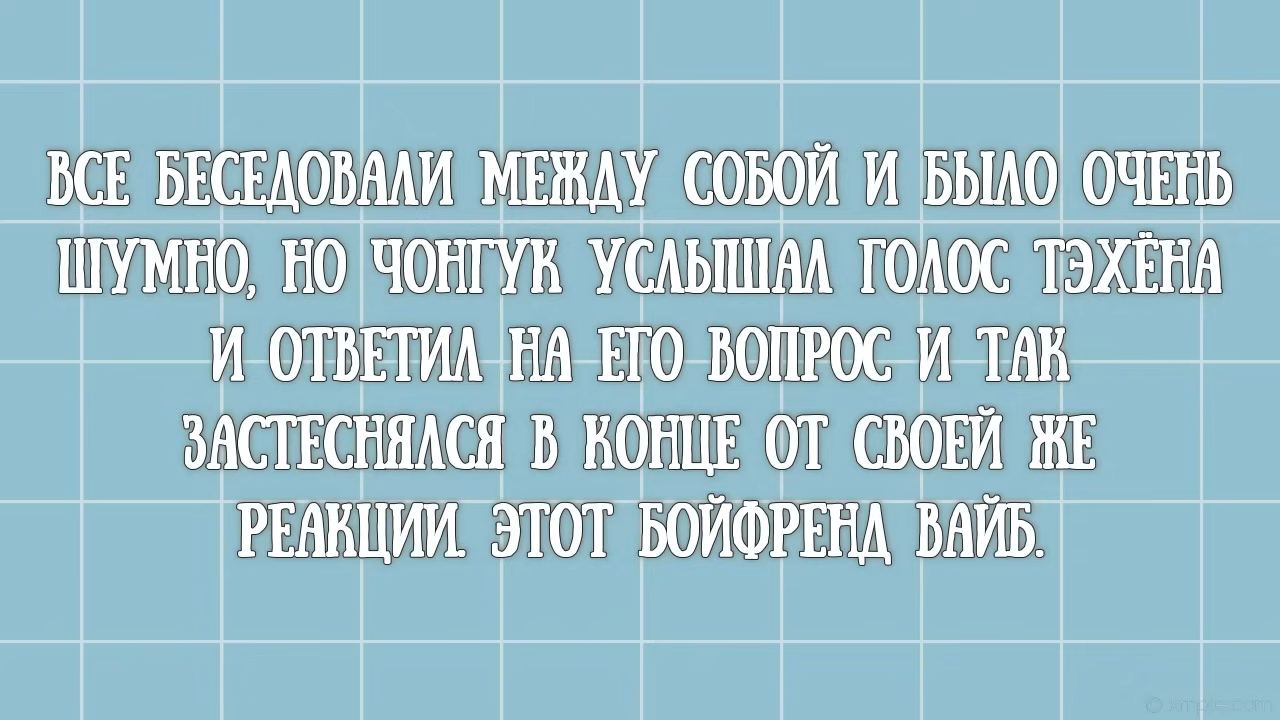 ВСЕ БЕСЕДОВАЛИ МЕЖДУ СОБОЙ И БЫЛО ОЧЕНЬ
ШУМНО, НО ЧОНГУК УСЛЫШАЛ ГОЛОС ТЭХЁНА
И ОТВЕТИЛ НА ЕГО ВОПРОС И ТАК
ЗАСТЕСНЯЛСЯ В КОНЦЕ ОТ СВОЕЙ ЖЕ
РЕАКЦИИ. ЭТОТ БОЙФРЕНД ВАЙБ.